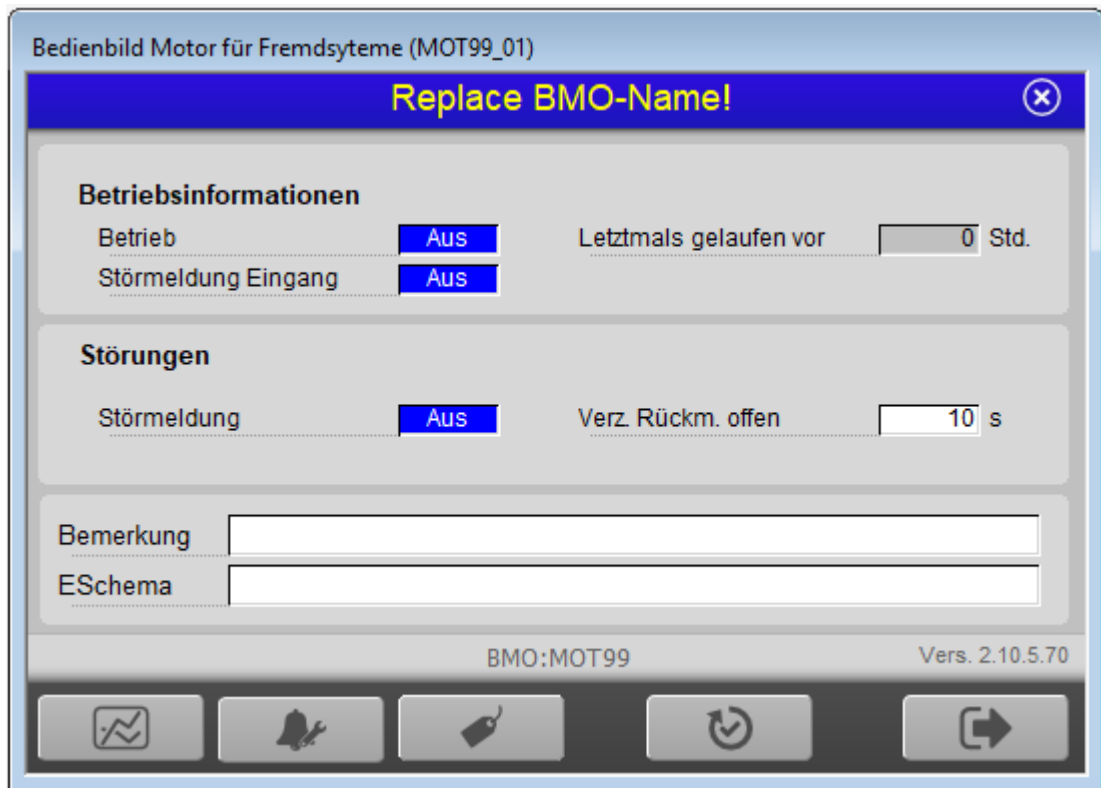 Bedienbild Motor für Fremdsyteme (MOT99_01)
Replace BMO-Name!
Betriebsinformationen
Betrieb Aus Letztmals gelaufen vor 0 Std.
Störmeldung Eingang Aus
Störungen
Störmeldung Aus Verz. Rückm. offen 10 s
Bemerkung
ESchema
BMO:MOT99 Vers. 2.10.5.70